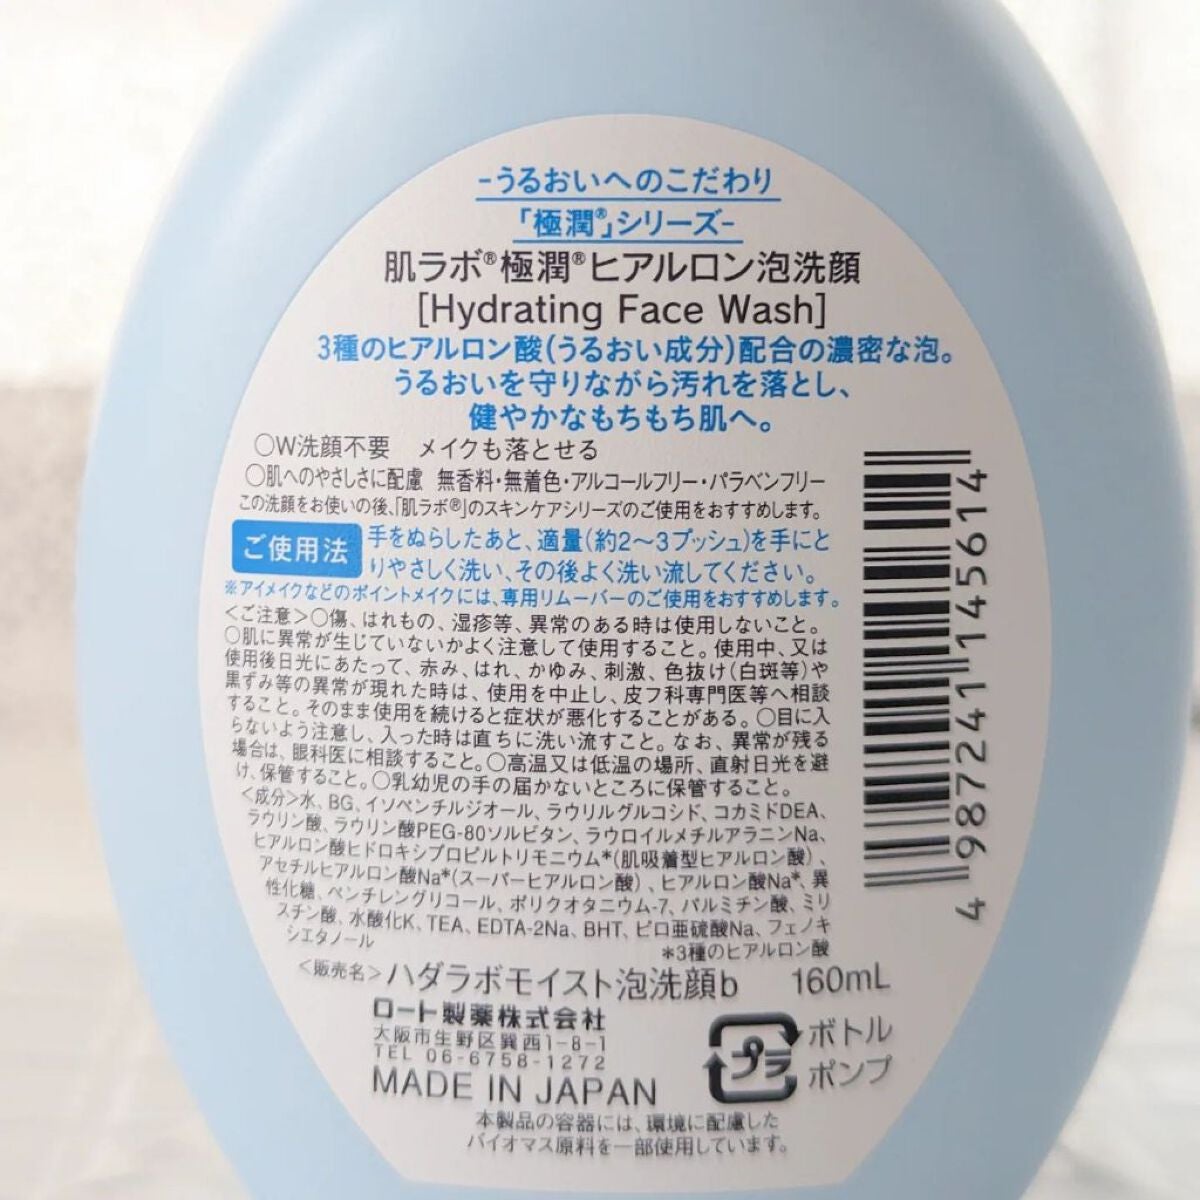 -うるおいへのこだわり
「極潤®」シリーズ-
肌ラボ®極潤®ヒアルロン泡洗顔
[Hydrating Face Wash]
3種のヒアルロン酸(うるおい成分)配合の濃密な泡。
うるおいを守りながら汚れを落とし、
健やかなもちもち肌へ。
○W洗顔不要 メイクも落とせる
○肌へのやさしさに配慮 無香料・無着色・アルコールフリー・パラベンフリー
この洗顔をお使いの後、「肌ラボ®」のスキンケアシリーズのご使用をおすすめします。
ご使用法 手をぬらしたあと、適量(約2~3プッシュ)を手にと
りやさしく洗い、その後よく洗い流してください。
※アイメイクなどのポイントメイクには、専用リムーバーのご使用をおすすめします。
<ご注意>○傷、はれもの、湿疹等、異常のある時は使用しないこと。
○肌に異常が生じていないかよく注意して使用すること。使用中、又は
使用後日光にあたって、赤み、はれ、かゆみ、刺激、色抜け(白斑等)や
黒ずみ等の異常が現れた時は、使用を中止し、皮フ科専門医等へ相談
すること。そのまま使用を続けると症状が悪化することがある。○目に入
らないよう注意し、入った時は直ちに洗い流すこと。なお、異常が残る
場合は、眼科医に相談すること。○高温又は低温の場所、直射日光を避
け、保管すること。○乳幼児の手の届かないところに保管すること。
<成分>水、BG、イソペンチルジオール、ラウリルグルコシド、コカミドDEA、
ラウリン酸、ラウリン酸PEG-80ソルビタン、ラウロイルメチルアラニンNa、
ヒアルロン酸ヒドロキシプロピルトリモニウム*(肌吸着型ヒアルロン酸)、
アセチルヒアルロン酸Na*(スーパーヒアルロン酸)、ヒアルロン酸Na*、異
性化糖、ペンチレングリコール、ポリクオタニウム-7、パルミチン酸、ミリ
スチン酸、水酸化K、TEA、EDTA-2Na、BHT、ピロ亜硫酸Na、フェノキ
シエタノール
*3種のヒアルロン酸
<販売名>ハダラボモイスト泡洗顔b 160mL
ロート製薬株式会社
大阪市生野区巽西1-8-1
TEL 06-6758-1272
MADE IN JAPAN
プラ
ボトル
ポンプ
本製品の容器には、環境に配慮した
バイオマス原料を一部使用しています。
4 987241 145614